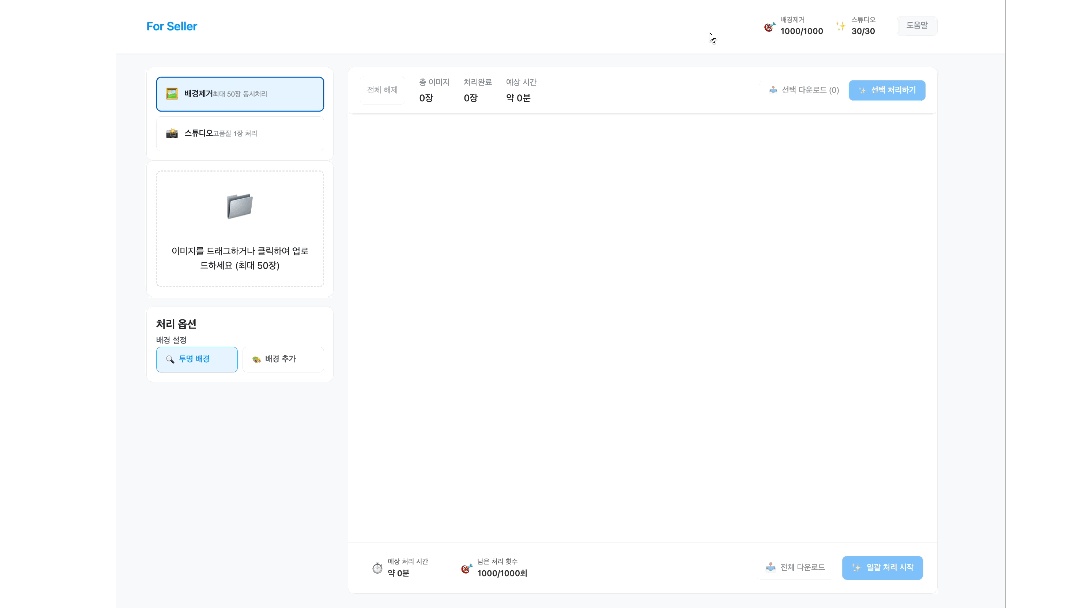 For Seller
배경제거
1000/1000
스튜디오
30/30
도움말
배경제거최대 50장 동시처리
스튜디오고품질 1장 처리
이미지를 드래그하거나 클릭하여 업로
드하세요 (최대 50장)
처리 옵션
배경 설정
투명 배경
배경 추가
전체 해제
총 이미지
0장
처리완료
0장
예상 시간
약 0분
선택 다운로드 (0)
선택 처리하기
예상 처리 시간
약 0분
남은 처리 횟수
1000/1000회
전체 다운로드
일괄 처리 시작